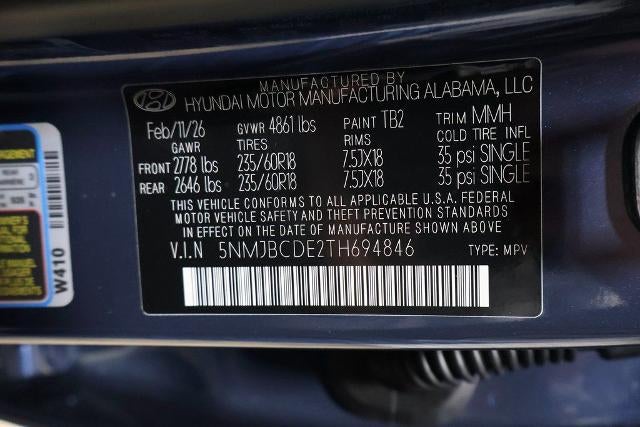 MANUFACTURED BY
HYUNDAI MOTOR MANUFACTURING ALABAMA, LLC
Feb/11/26 GVWR 4861 lbs PAINT TB2 TRIM MMH
GAWR TIRES RIMS COLD TIRE INFL
FRONT 2778 lbs 235/60R18 7.5JX18 35 psi SINGLE
REAR 2646 lbs 235/60R18 7.5JX18 35 psi SINGLE
THIS VEHICLE CONFORMS TO ALL APPLICABLE U.S.A. FEDERAL
MOTOR VEHICLE SAFETY AND THEFT PREVENTION STANDARDS
IN EFFECT ON THE DATE OF MANUFACTURE SHOWN ABOVE
V.I.N 5NMJBCDE2TH694846 TYPE: MPV
W410